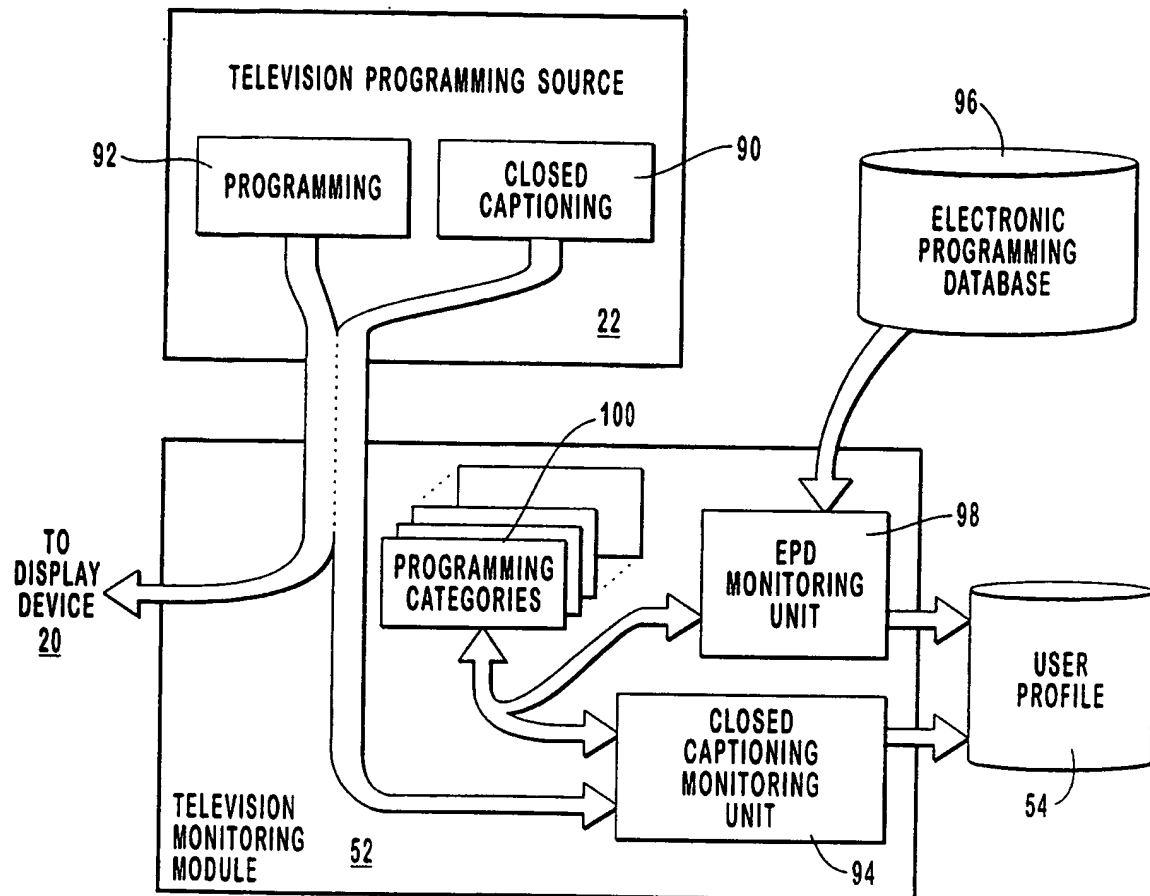 TELEVISION PROGRAMMING SOURCE
92
PROGRAMMING
90
CLOSED
CAPTIONING
22
96
ELECTRONIC
PROGRAMMING
DATABASE
100
PROGRAMMING
CATEGORIES
98
EPD
MONITORING
UNIT
TO
DISPLAY
DEVICE
20
USER
PROFILE
54
CLOSED
CAPTIONING
MONITORING
UNIT
94
TELEVISION
MONITORING
MODULE
52